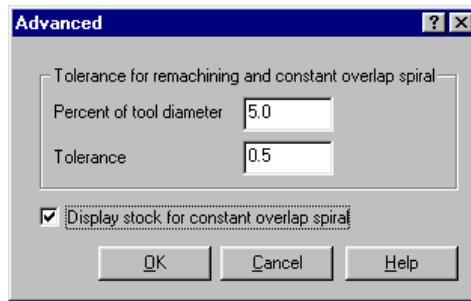 Advanced
Tolerance for remachining and constant overlap spiral
Percent of tool diameter 5.0
Tolerance 0.5
Display stock for constant overlap spiral
OK Cancel Help